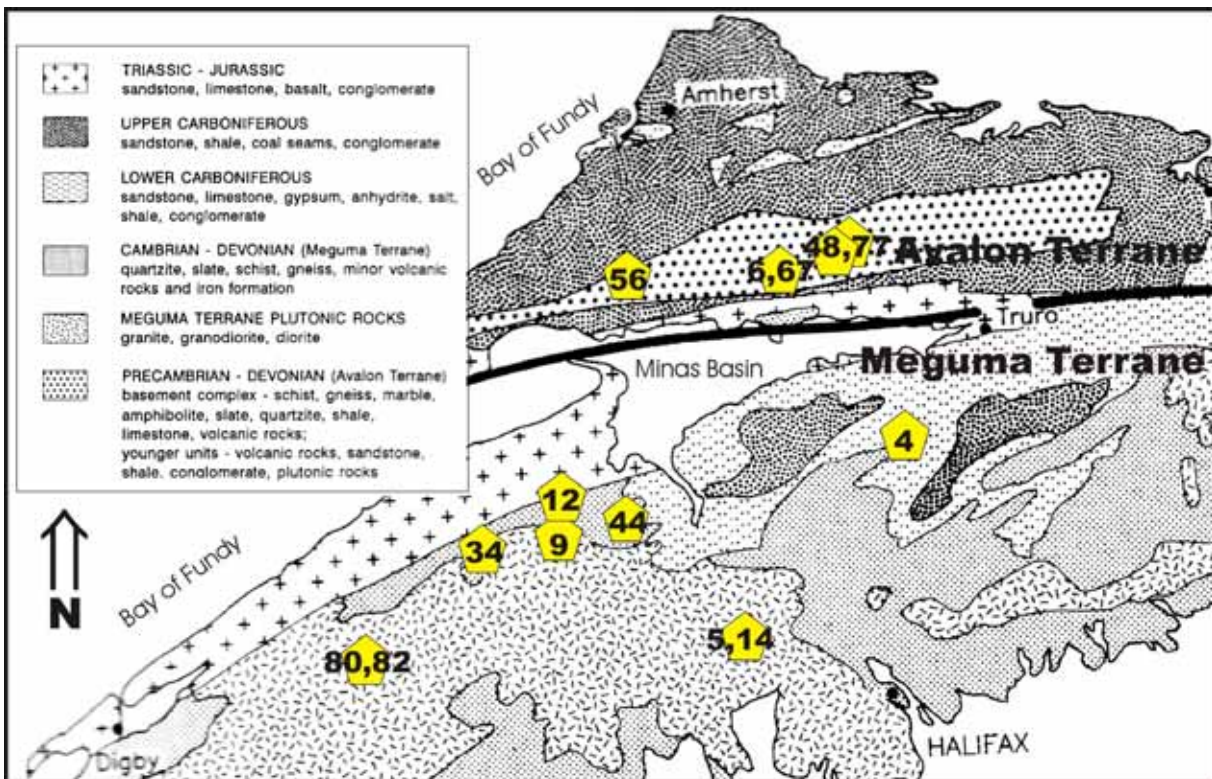 TRIASSIC - JURASSIC
sandstone, limestone, basalt, conglomerate
UPPER CARBONIFEROUS
sandstone, shale, coal seams, conglomerate
LOWER CARBONIFEROUS
sandstone, limestone, gypsum, anhydrite, salt,
shale, conglomerate
CAMBRIAN - DEVONIAN (Meguma Terrane)
quartzite, slate, schist, gneiss, minor volcanic
rocks and iron formation
MEGUMA TERRANE PLUTONIC ROCKS
granite, granodiorite, diorite
PRECAMBRIAN - DEVONIAN (Avalon Terrane)
basement complex - schist, gneiss, marble,
amphibolite, slate, quartzite, shale,
limestone, volcanic rocks;
younger units - volcanic rocks, sandstone,
shale, conglomerate, plutonic rocks
N
Amherst
Bay of Fundy
48,77
Avalon Terrane
6,67
56
Truro
Minas Basin
Meguma Terrane
4
12
44
9
34
Bay of Fundy
5,14
80,82
HALIFAX
Digby